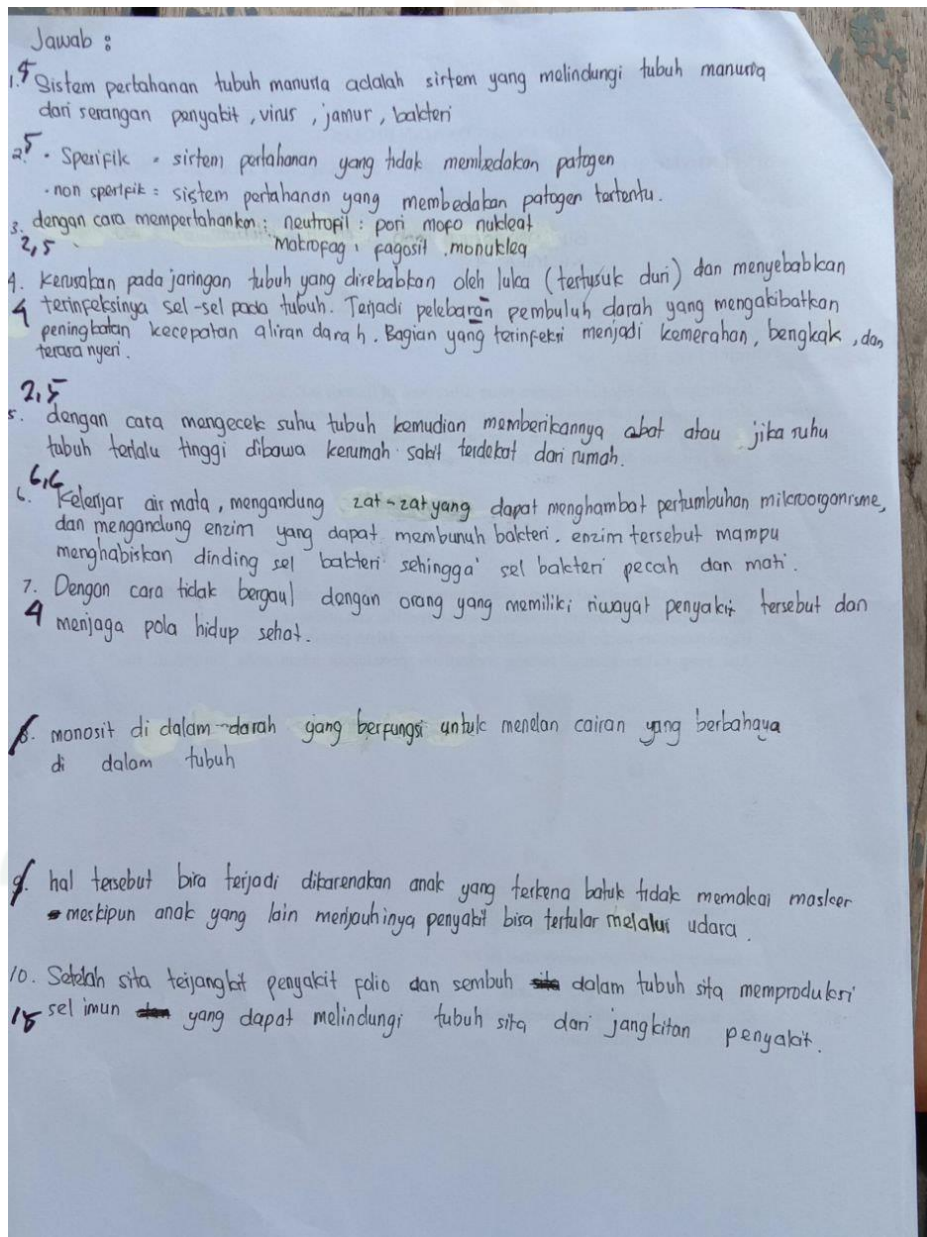 Jawab :
1. 5 Sistem pertahanan tubuh manusia adalah sistem yang melindungi tubuh manusia
dari serangan penyakit, virus, jamur, bakteri
2. 5 • Spesifik = sistem pertahanan yang tidak membedakan patogen
• non spesifik = sistem pertahanan yang membedakan patogen tertentu.
3. dengan cara mempertahankan : neutrofil : pori mofo nukleat
2,5 Makrofag : fagosit monuklea
4. Kerusakan pada jaringan tubuh yang disebabkan oleh luka (tertusuk duri) dan menyebabkan
4 terinfeksinya sel-sel pada tubuh. Terjadi pelebaran pembuluh darah yang mengakibatkan
peningkatan kecepatan aliran darah. Bagian yang terinfeksi menjadi kemerahan, bengkak, dan
terasa nyeri.
2,5
5. dengan cara mengecek suhu tubuh kemudian memberikannya obat atau jika suhu
tubuh terlalu tinggi dibawa kerumah sakit terdekat dari rumah.
6,6
6. Kelenjar air mata, mengandung zat-zat yang dapat menghambat pertumbuhan mikroorganisme,
dan mengandung enzim yang dapat membunuh bakteri. enzim tersebut mampu
menghabiskan dinding sel bakteri sehingga sel bakteri pecah dan mati.
7. Dengan cara tidak bergaul dengan orang yang memiliki riwayat penyakit tersebut dan
4 menjaga pola hidup sehat.
8. monosit di dalam darah yang berfungsi untuk menelan cairan yang berbahaya
di dalam tubuh
9. hal tersebut bisa terjadi dikarenakan anak yang terkena batuk tidak memakai masker
meskipun anak yang lain menjauhinya penyakit bisa tertular melalui udara.
10. Setelah sita terjangkit penyakit folio dan sembuh dalam tubuh sita memproduksi
15 sel imun yang dapat melindungi tubuh sita dari jangkitan penyakit.